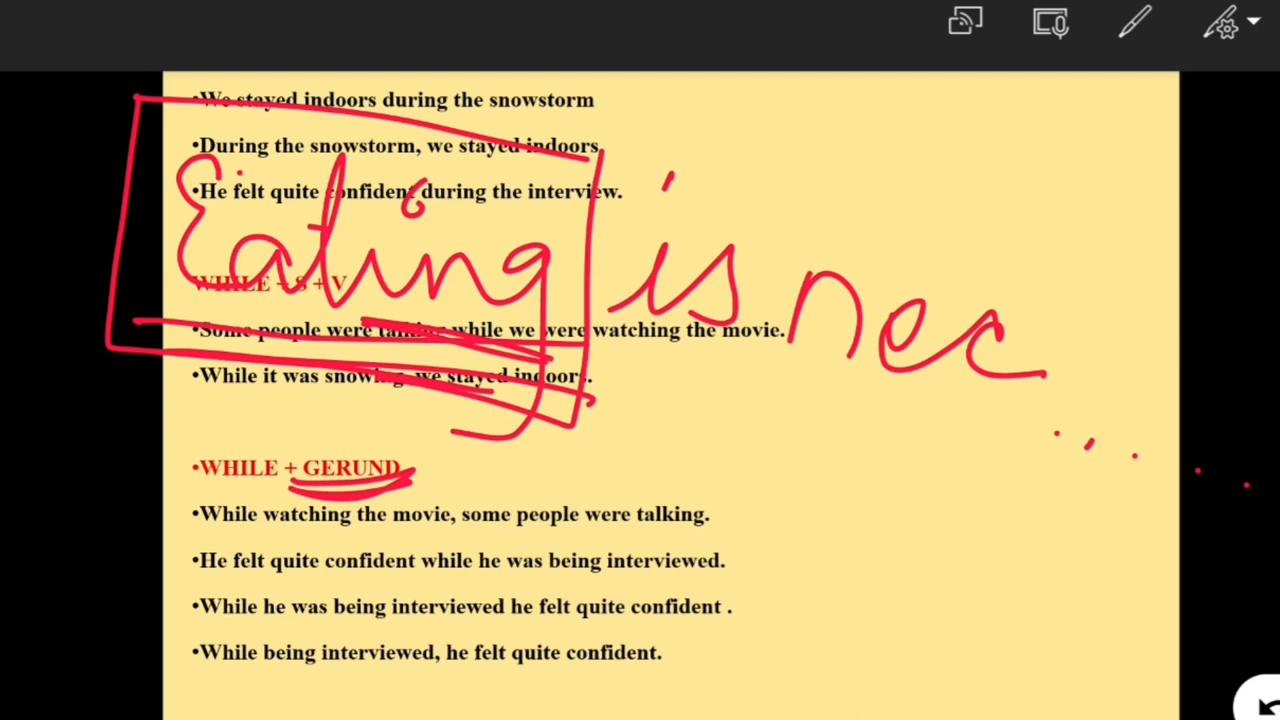 •We stayed indoors during the snowstorm
•During the snowstorm, we stayed indoors.
•He felt quite confident during the interview.
Eating is nec.....
WHILE + S + V
•Some people were talking while we were watching the movie.
•While it was snowing, we stayed indoors.
•WHILE + GERUND
•While watching the movie, some people were talking.
•He felt quite confident while he was being interviewed.
•While he was being interviewed he felt quite confident .
•While being interviewed, he felt quite confident.